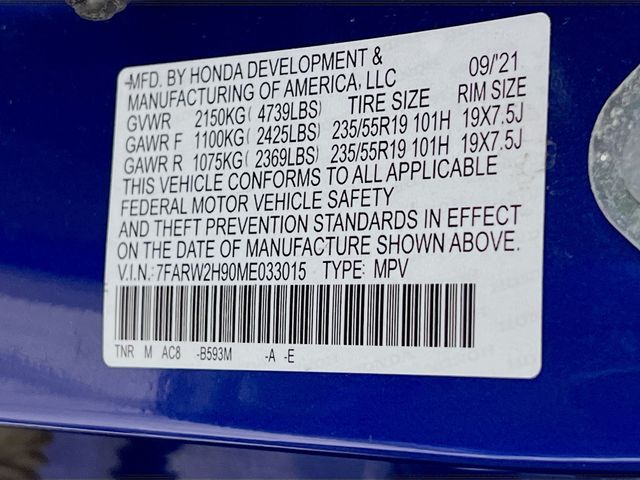 MFD. BY HONDA DEVELOPMENT & 09/'21
MANUFACTURING OF AMERICA, LLC
GVWR 2150KG( 4739LBS) TIRE SIZE RIM SIZE
GAWR F 1100KG( 2425LBS) 235/55R19 101H 19X7.5J
GAWR R 1075KG( 2369LBS) 235/55R19 101H 19X7.5J
THIS VEHICLE CONFORMS TO ALL APPLICABLE
FEDERAL MOTOR VEHICLE SAFETY
AND THEFT PREVENTION STANDARDS IN EFFECT
ON THE DATE OF MANUFACTURE SHOWN ABOVE.
V.I.N.: 7FARW2H90ME033015 TYPE: MPV
TNR M AC8 -B593M -A -E